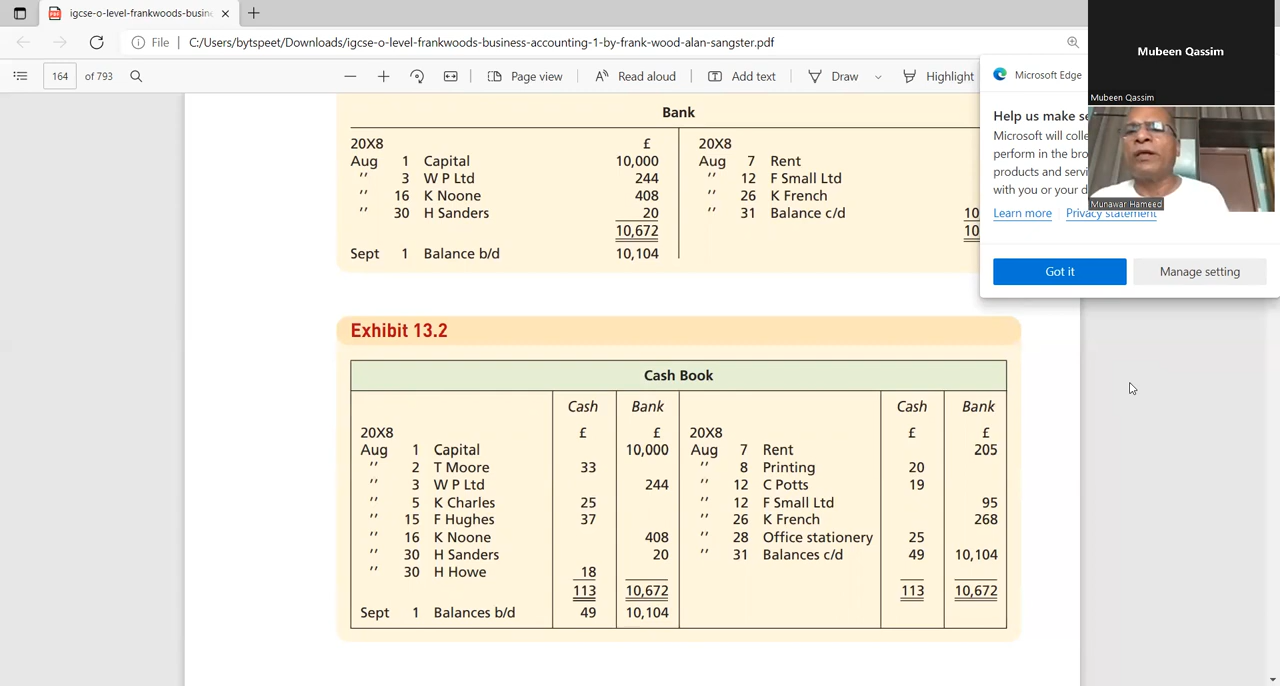 igcse-o-level-frankwoods-busin
File C:/Users/bytspeet/Downloads/igcse-o-level-frankwoods-business-accounting-1-by-frank-wood-alan-sangster.pdf
164 of 793 Page view Read aloud Add text Draw Highlight
Mubeen Qassim
Mubeen Qassim
Munawar Hameed
Microsoft Edge
Help us make se
Microsoft will colle
perform in the bro
products and servi
with you or your d
Learn more Privacy statement
Got it Manage setting
Bank
20X8 £ 20X8
Aug 1 Capital 10,000 Aug 7 Rent
′′ 3 W P Ltd 244 ′′ 12 F Small Ltd
′′ 16 K Noone 408 ′′ 26 K French
′′ 30 H Sanders 20 ′′ 31 Balance c/d 10
10,672 10
Sept 1 Balance b/d 10,104
Exhibit 13.2
Cash Book
Cash Bank Cash Bank
20X8 £ £ 20X8 £ £
Aug 1 Capital 10,000 Aug 7 Rent 205
′′ 2 T Moore 33 ′′ 8 Printing 20
′′ 3 W P Ltd 244 ′′ 12 C Potts 19
′′ 5 K Charles 25 ′′ 12 F Small Ltd 95
′′ 15 F Hughes 37 ′′ 26 K French 268
′′ 16 K Noone 408 ′′ 28 Office stationery 25
′′ 30 H Sanders 20 ′′ 31 Balances c/d 49 10,104
′′ 30 H Howe 18
113 10,672 113 10,672
Sept 1 Balances b/d 49 10,104